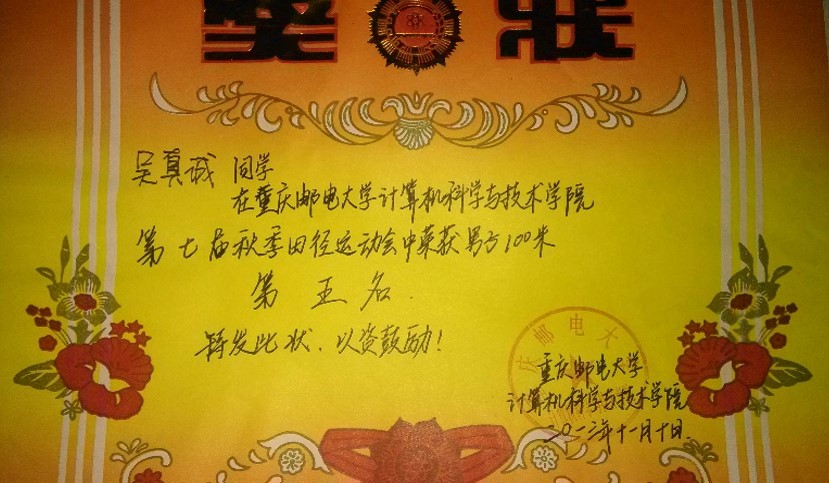 奖状
吴真诚 同学
在重庆邮电大学计算机科学与技术学院
第七届秋季田径运动会中荣获男子100米
第五名.
特发此状、以资鼓励!
庆邮电大
重庆邮电大学
计算机科学与技术学院
二〇一二年十一月十日.